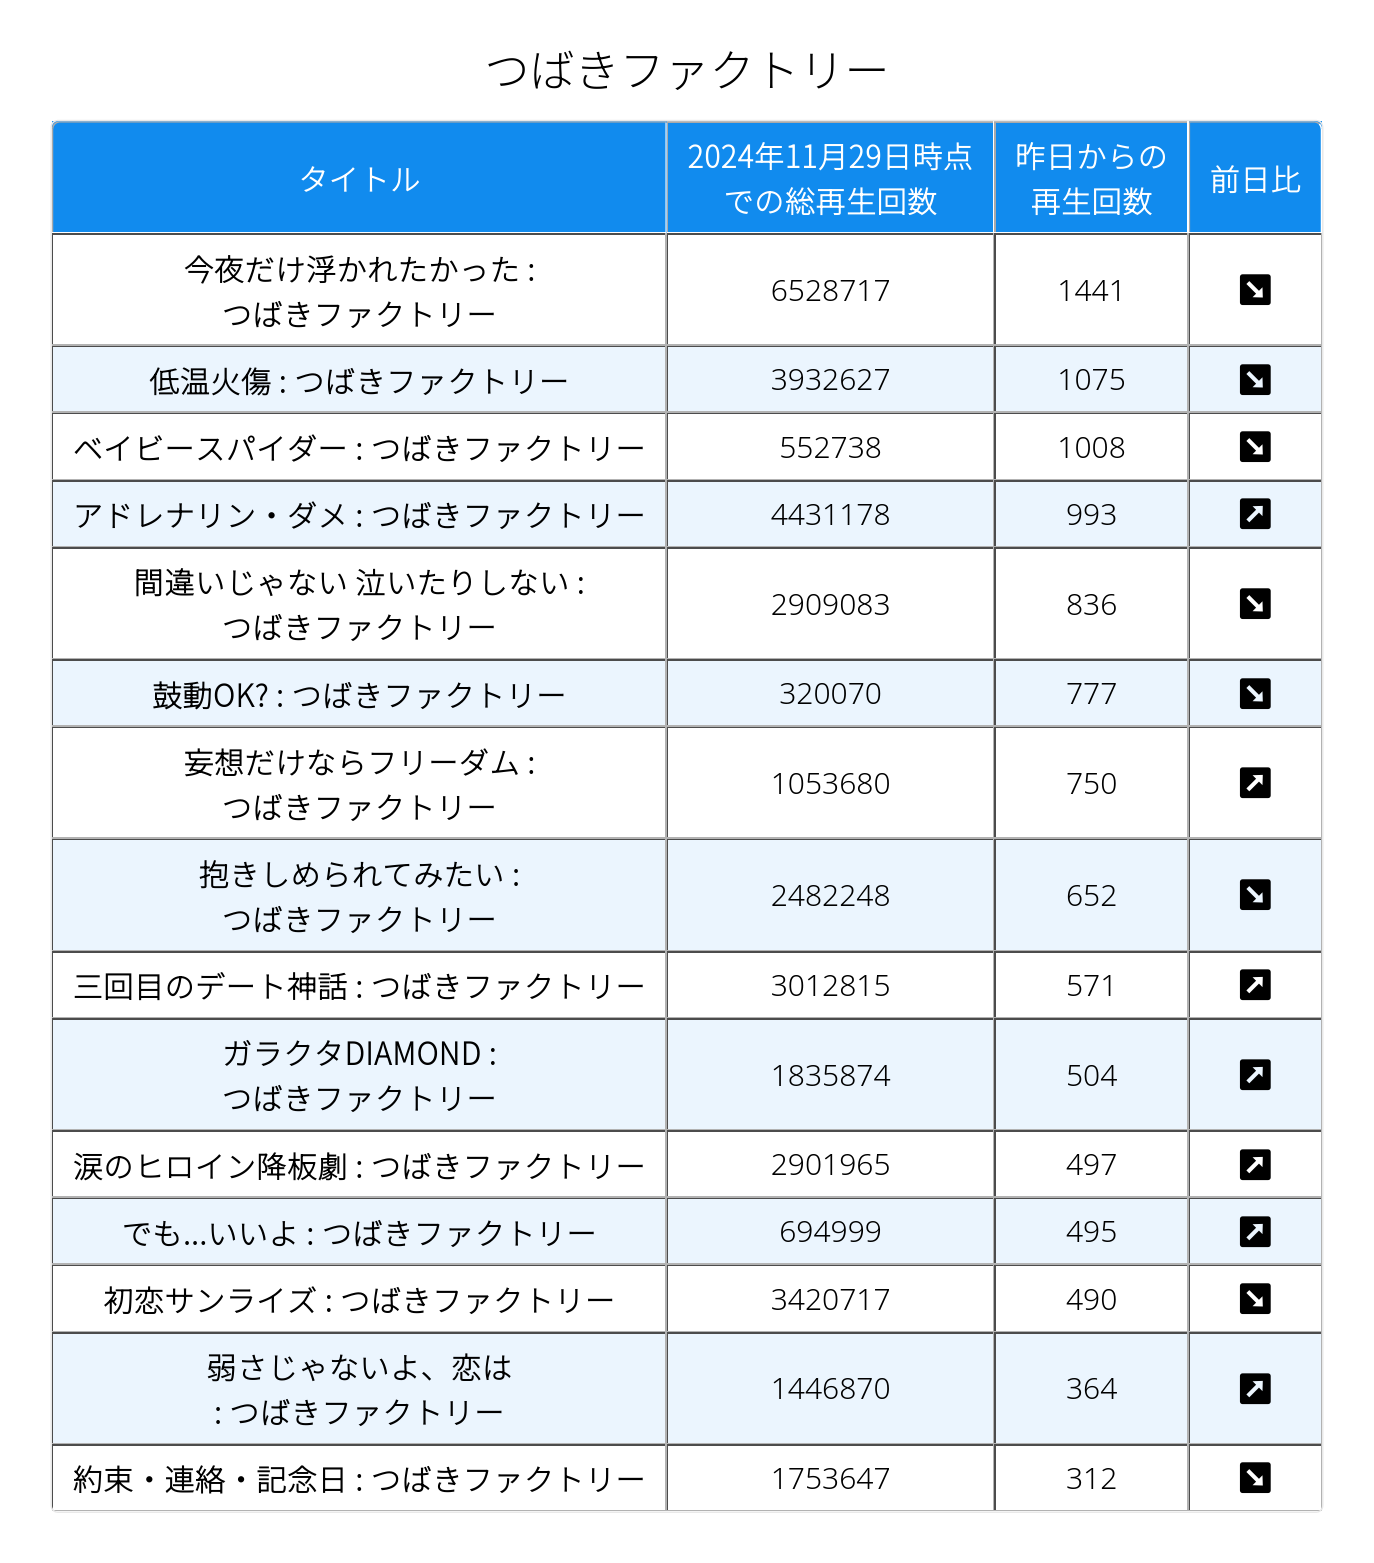 つばきファクトリー
タイトル
2024年11月29日時点
での総再生回数
昨日からの
再生回数
前日比
今夜だけ浮かれたかった :
つばきファクトリー
6528717
1441
低温火傷 : つばきファクトリー
3932627
1075
ベイビースパイダー : つばきファクトリー
552738
1008
アドレナリン・ダメ : つばきファクトリー
4431178
993
間違いじゃない 泣いたりしない :
つばきファクトリー
2909083
836
鼓動OK? : つばきファクトリー
320070
777
妄想だけならフリーダム :
つばきファクトリー
1053680
750
抱きしめられてみたい :
つばきファクトリー
2482248
652
三回目のデート神話 : つばきファクトリー
3012815
571
ガラクタDIAMOND :
つばきファクトリー
1835874
504
涙のヒロイン降板劇 : つばきファクトリー
2901965
497
でも...いいよ : つばきファクトリー
694999
495
初恋サンライズ : つばきファクトリー
3420717
490
弱さじゃないよ、恋は
: つばきファクトリー
1446870
364
約束・連絡・記念日 : つばきファクトリー
1753647
312